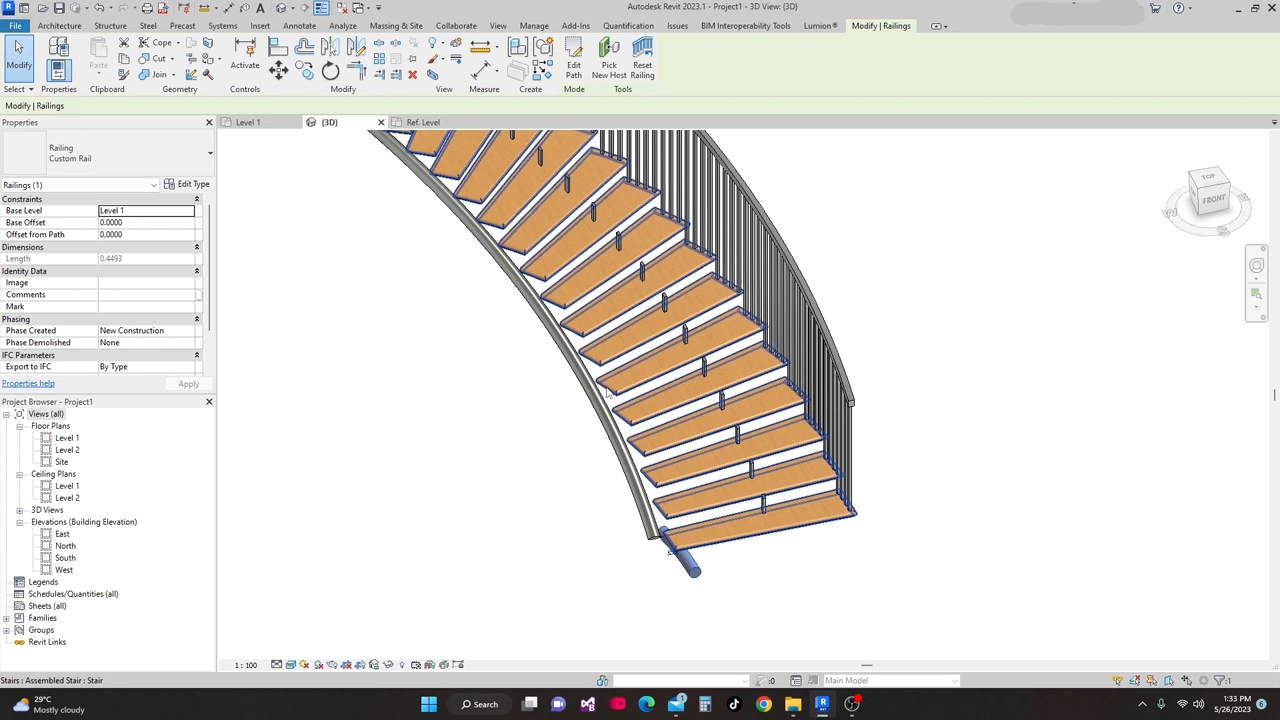 Autodesk Revit 2023.1 - Project1 - 3D View: {3D}
Architecture Structure Steel Precast Systems Insert Annotate Analyze Massing & Site Collaborate View Manage Add-Ins Quantification Issues BIM Interoperability Tools Lumion® Modify | Railings
Modify Paste Cope Cut Join Activate Edit Path Pick New Host Reset Railing
Select Properties Clipboard Geometry Controls Modify View Measure Create Mode Tools
Modify | Railings
Properties
Level 1 {3D} Ref. Level
Railing
Custom Rail
Railings (1) Edit Type
Constraints
Base Level Level 1
Base Offset 0.0000
Offset from Path 0.0000
Dimensions
Length 0.4493
Identity Data
Image
Comments
Mark
Phasing
Phase Created New Construction
Phase Demolished None
IFC Parameters
Export to IFC By Type
Properties help Apply
Project Browser - Project1
Views (all)
Floor Plans
Level 1
Level 2
Site
Ceiling Plans
Level 1
Level 2
3D Views
Elevations (Building Elevation)
East
North
South
West
Legends
Schedules/Quantities (all)
Sheets (all)
Families
Groups
Revit Links
TOP
FRONT
1 : 100
Stairs : Assembled Stair : Stair :0 Main Model :1
29°C
Mostly cloudy
Search
1:33 PM
5/26/2023